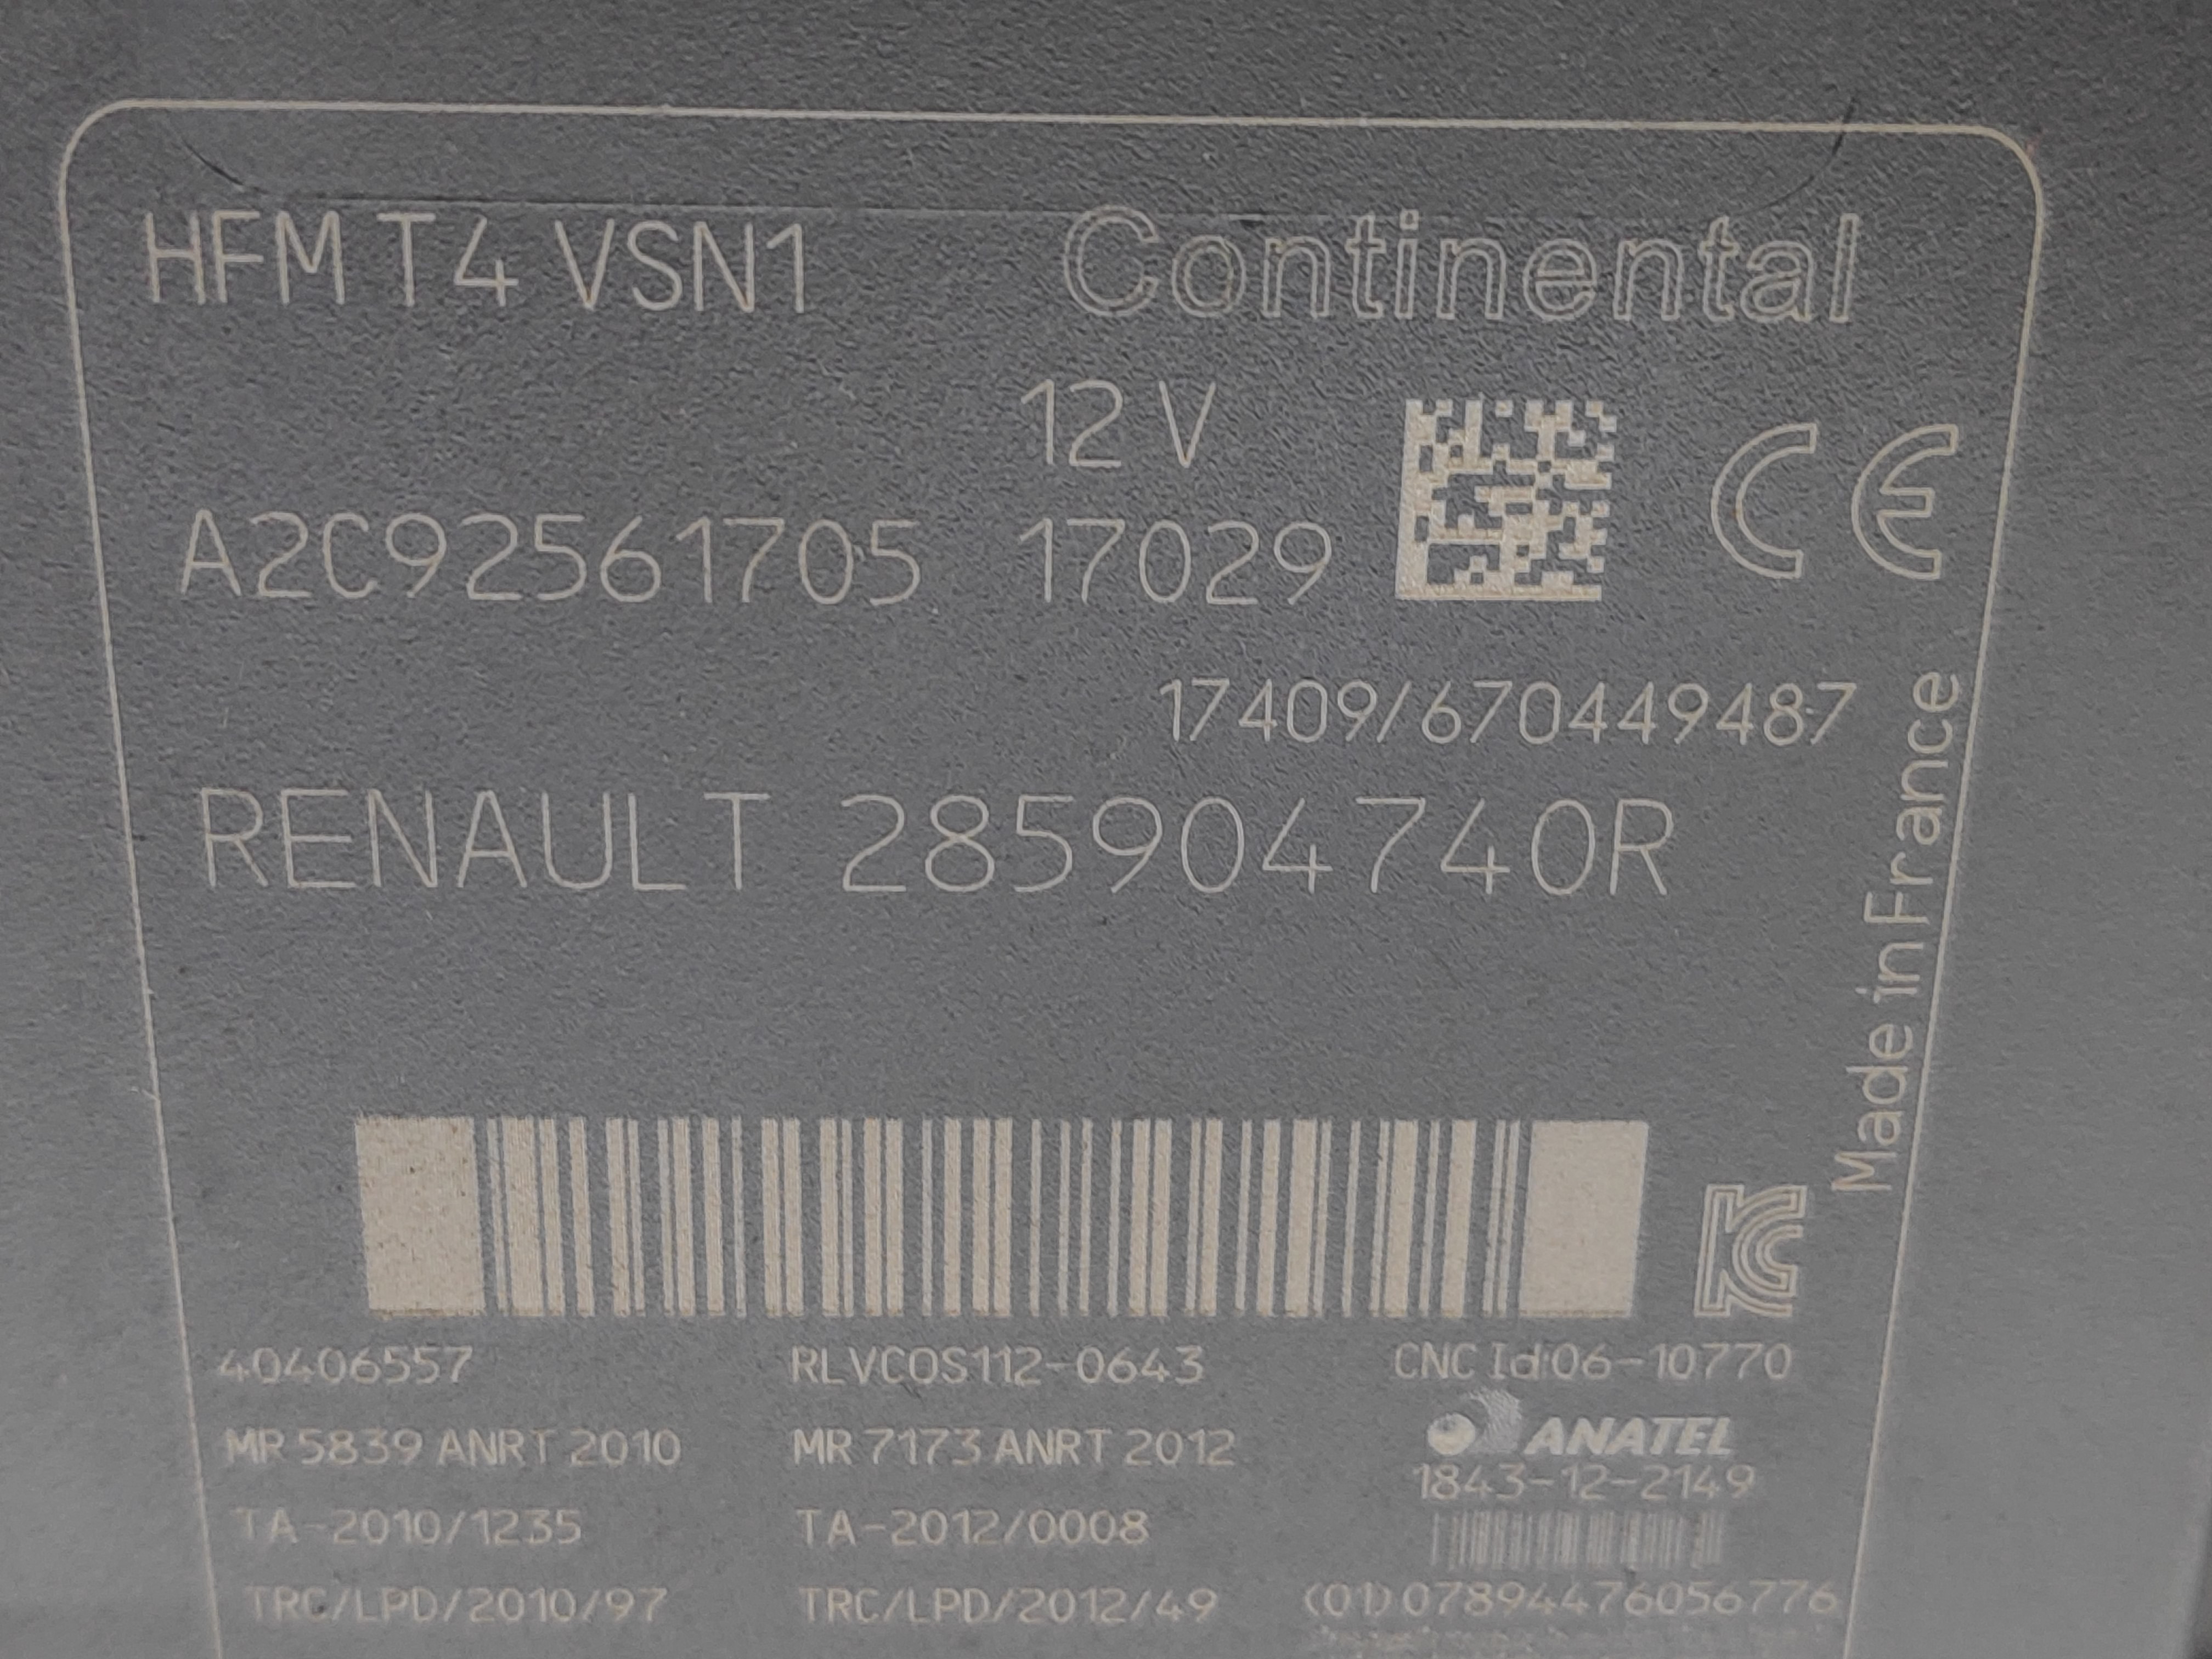 HFM T4 VSN1 Continental
12 V
CE
A2C92561705 17029
17409/670449487
RENAULT 285904740R
Made in France
40406557 RLVCOS112-0643 CNC Id:06-10770
MR 5839 ANRT 2010 MR 7173 ANRT 2012 ANATEL
1843-12-2149
TA-2010/1235 TA-2012/0008
TRC/LPD/2010/97 TRC/LPD/2012/49 (01)07894476056776